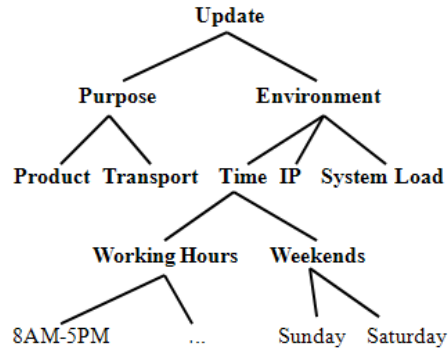 Update
Purpose Environment
Product Transport Time IP System Load
Working Hours Weekends
8AM-5PM ... Sunday Saturday